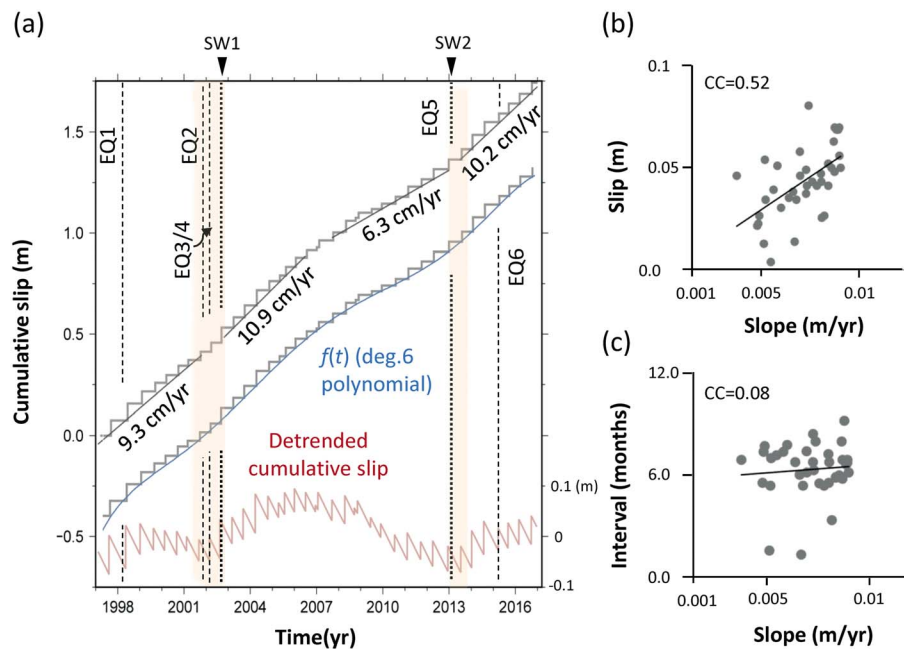 (a)
SW1
SW2
EQ1
EQ2
EQ3/4
EQ5
EQ6
1.5
1.0
0.5
0.0
−0.5
Cumulative slip (m)
9.3 cm/yr
10.9 cm/yr
6.3 cm/yr
10.2 cm/yr
f(t) (deg.6
polynomial)
Detrended
cumulative slip
0.1 (m)
0
-0.1
1998 2001 2004 2007 2010 2013 2016
Time(yr)
(b)
CC=0.52
0.1
0.05
0.0
Slip (m)
0.001 0.005 0.01
Slope (m/yr)
(c)
CC=0.08
12.0
6.0
0.0
Interval (months)
0.001 0.005 0.01
Slope (m/yr)